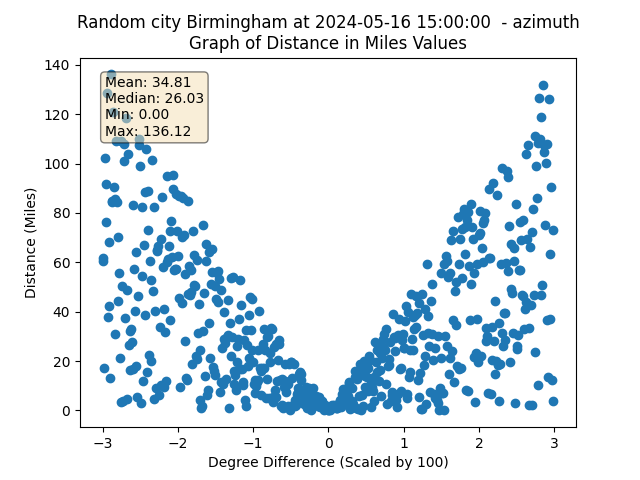 Random city Birmingham at 2024-05-16 15:00:00  - azimuth
Graph of Distance in Miles Values
Mean: 34.81
Median: 26.03
Min: 0.00
Max: 136.12
140
120
100
80
60
40
20
0
Distance (Miles)
−3
−2
−1
0
1
2
3
Degree Difference (Scaled by 100)